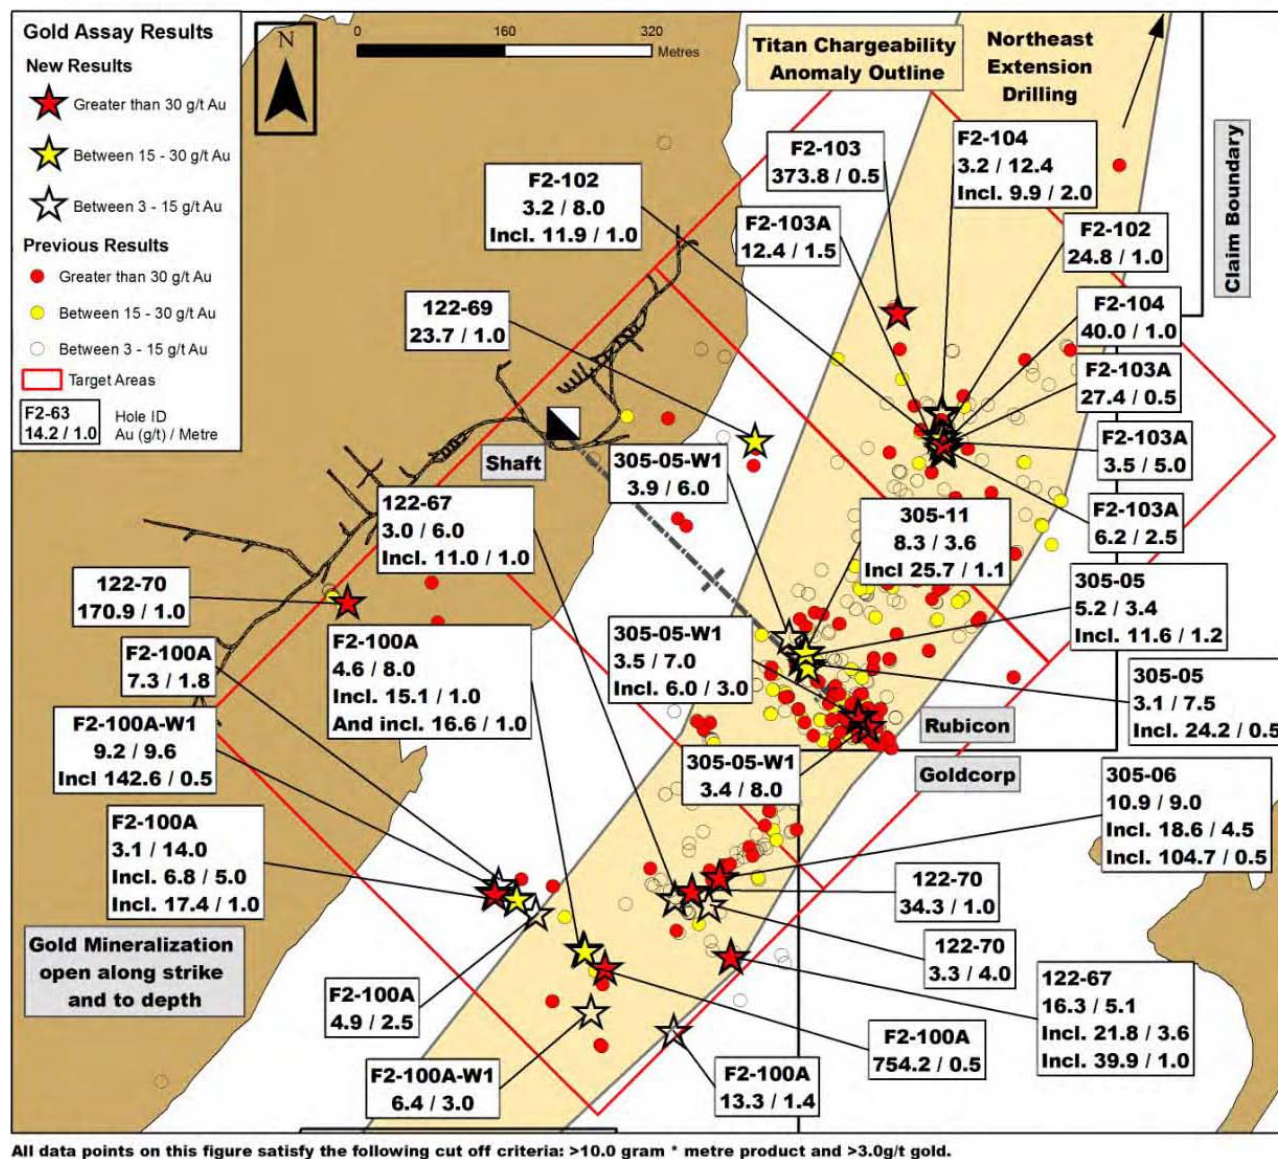 Gold Assay Results
New Results
Greater than 30 g/t Au
Between 15 - 30 g/t Au
Between 3 - 15 g/t Au
Previous Results
Greater than 30 g/t Au
Between 15 - 30 g/t Au
Between 3 - 15 g/t Au
Target Areas
F2-63
14.2 / 1.0
Hole ID
Au (g/t) / Metre
N
0 160 320
Metres
Titan Chargeability
Anomaly Outline
Northeast
Extension
Drilling
Claim Boundary
F2-103
373.8 / 0.5
F2-104
3.2 / 12.4
Incl. 9.9 / 2.0
F2-102
3.2 / 8.0
Incl. 11.9 / 1.0
F2-103A
12.4 / 1.5
F2-102
24.8 / 1.0
122-69
23.7 / 1.0
F2-104
40.0 / 1.0
F2-103A
27.4 / 0.5
F2-103A
3.5 / 5.0
F2-103A
6.2 / 2.5
Shaft
305-05-W1
3.9 / 6.0
122-67
3.0 / 6.0
Incl. 11.0 / 1.0
305-11
8.3 / 3.6
Incl 25.7 / 1.1
122-70
170.9 / 1.0
305-05
5.2 / 3.4
Incl. 11.6 / 1.2
F2-100A
7.3 / 1.8
F2-100A
4.6 / 8.0
Incl. 15.1 / 1.0
And incl. 16.6 / 1.0
305-05-W1
3.5 / 7.0
Incl. 6.0 / 3.0
305-05
3.1 / 7.5
Incl. 24.2 / 0.5
F2-100A-W1
9.2 / 9.6
Incl 142.6 / 0.5
Rubicon
Goldcorp
305-05-W1
3.4 / 8.0
305-06
10.9 / 9.0
Incl. 18.6 / 4.5
Incl. 104.7 / 0.5
F2-100A
3.1 / 14.0
Incl. 6.8 / 5.0
Incl. 17.4 / 1.0
122-70
34.3 / 1.0
Gold Mineralization
open along strike
and to depth
122-70
3.3 / 4.0
F2-100A
4.9 / 2.5
122-67
16.3 / 5.1
Incl. 21.8 / 3.6
Incl. 39.9 / 1.0
F2-100A
754.2 / 0.5
F2-100A-W1
6.4 / 3.0
F2-100A
13.3 / 1.4
All data points on this figure satisfy the following cut off criteria: >10.0 gram * metre product and >3.0g/t gold.